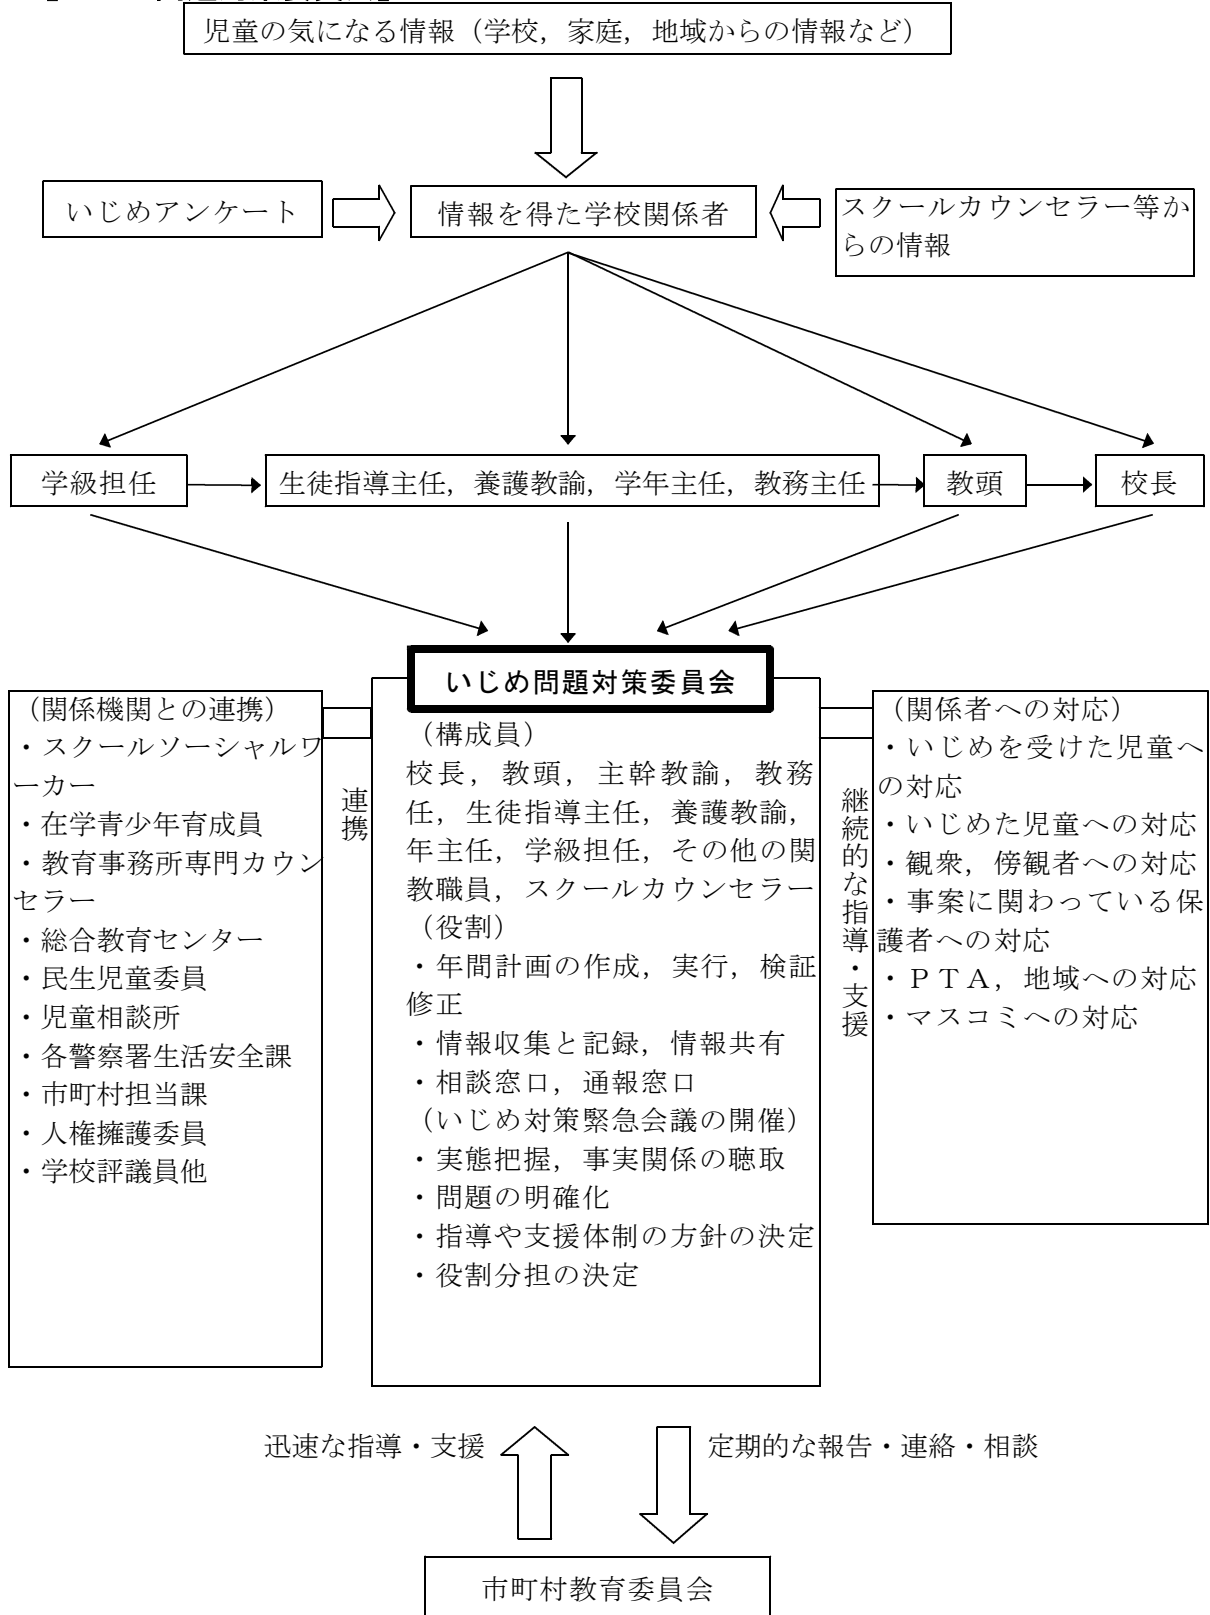 児童の気になる情報（学校，家庭，地域からの情報など）
いじめアンケート
情報を得た学校関係者
スクールカウンセラー等か
らの情報
学級担任
生徒指導主任，養護教諭，学年主任，教務主任
教頭
校長
いじめ問題対策委員会
（関係機関との連携）
・スクールソーシャルワ
ーカー
・在学青少年育成員
・教育事務所専門カウン
セラー
・総合教育センター
・民生児童委員
・児童相談所
・各警察署生活安全課
・市町村担当課
・人権擁護委員
・学校評議員他
連携
（構成員）
校長，教頭，主幹教諭，教務
任，生徒指導主任，養護教諭，
年主任，学級担任，その他の関
教職員，スクールカウンセラー
（役割）
・年間計画の作成，実行，検証
修正
・情報収集と記録，情報共有
・相談窓口，通報窓口
（いじめ対策緊急会議の開催）
・実態把握，事実関係の聴取
・問題の明確化
・指導や支援体制の方針の決定
・役割分担の決定
継続的な指導・支援
（関係者への対応）
・いじめを受けた児童へ
の対応
・いじめた児童への対応
・観衆，傍観者への対応
・事案に関わっている保
護者への対応
・ＰＴＡ，地域への対応
・マスコミへの対応
迅速な指導・支援
定期的な報告・連絡・相談
市町村教育委員会